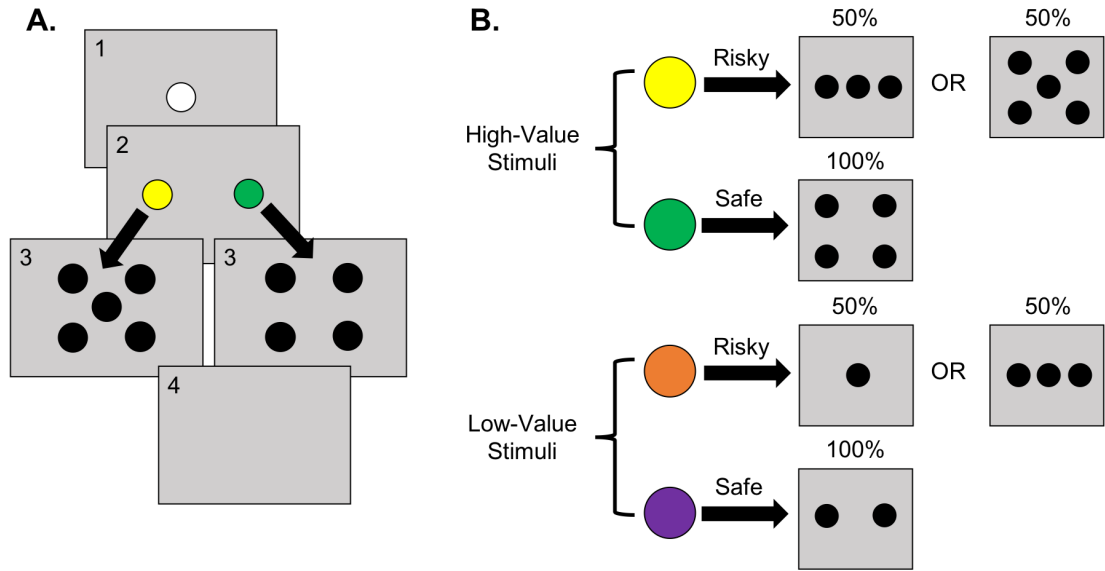 A.
1
2
3
3
4
B.
50%
50%
Risky
OR
High-Value
Stimuli
100%
Safe
50%
50%
Risky
OR
Low-Value
Stimuli
100%
Safe